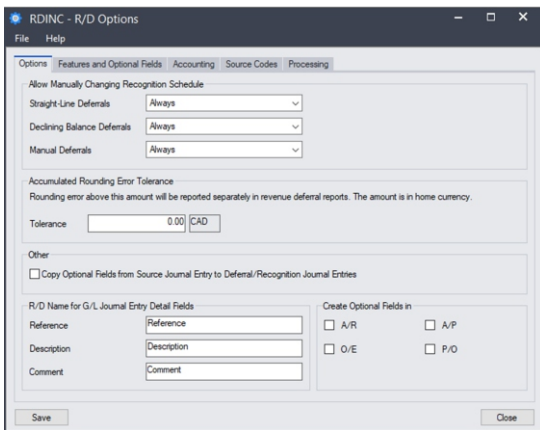 RDINC - R/D Options
File Help
Options Features and Optional Fields Accounting Source Codes Processing
Allow Manually Changing Recognition Schedule
Straight-Line Deferrals Always
Declining Balance Deferrals Always
Manual Deferrals Always
Accumulated Rounding Error Tolerance
Rounding error above this amount will be reported separately in revenue deferral reports. The amount is in home currency.
Tolerance 0.00 CAD
Other
Copy Optional Fields from Source Journal Entry to Deferral/Recognition Journal Entries
R/D Name for G/L Journal Entry Detail Fields Create Optional Fields in
Reference Reference A/R A/P
Description Description O/E P/O
Comment Comment
Save Close